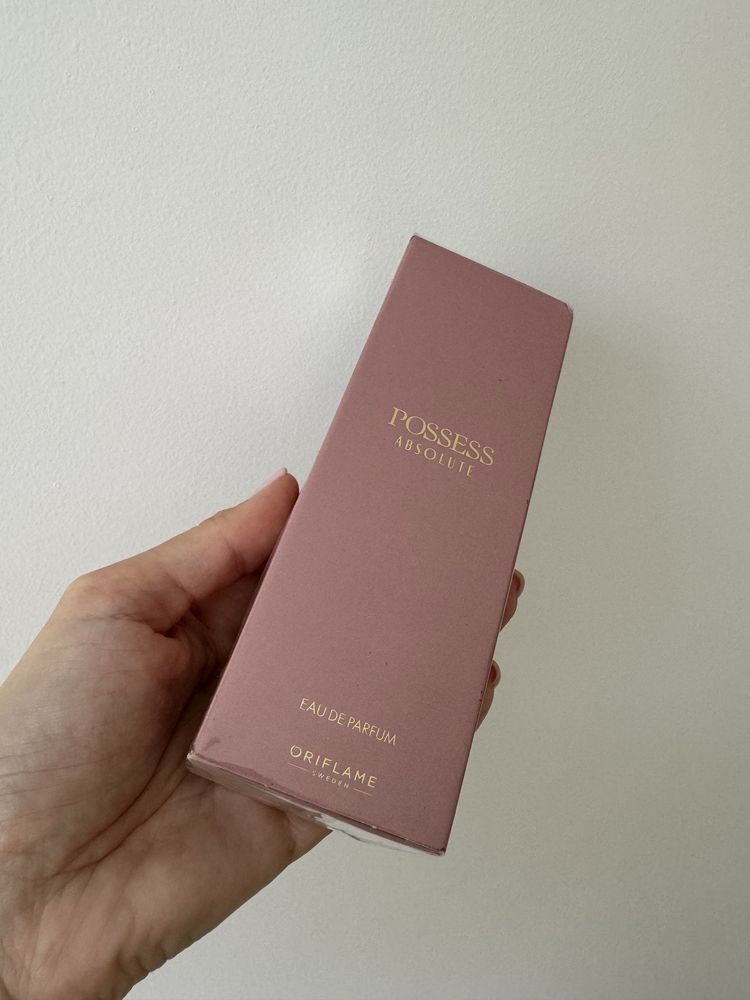 POSSESS
ABSOLUTE
EAU DE PARFUM
ORIFLAME
SWEDEN